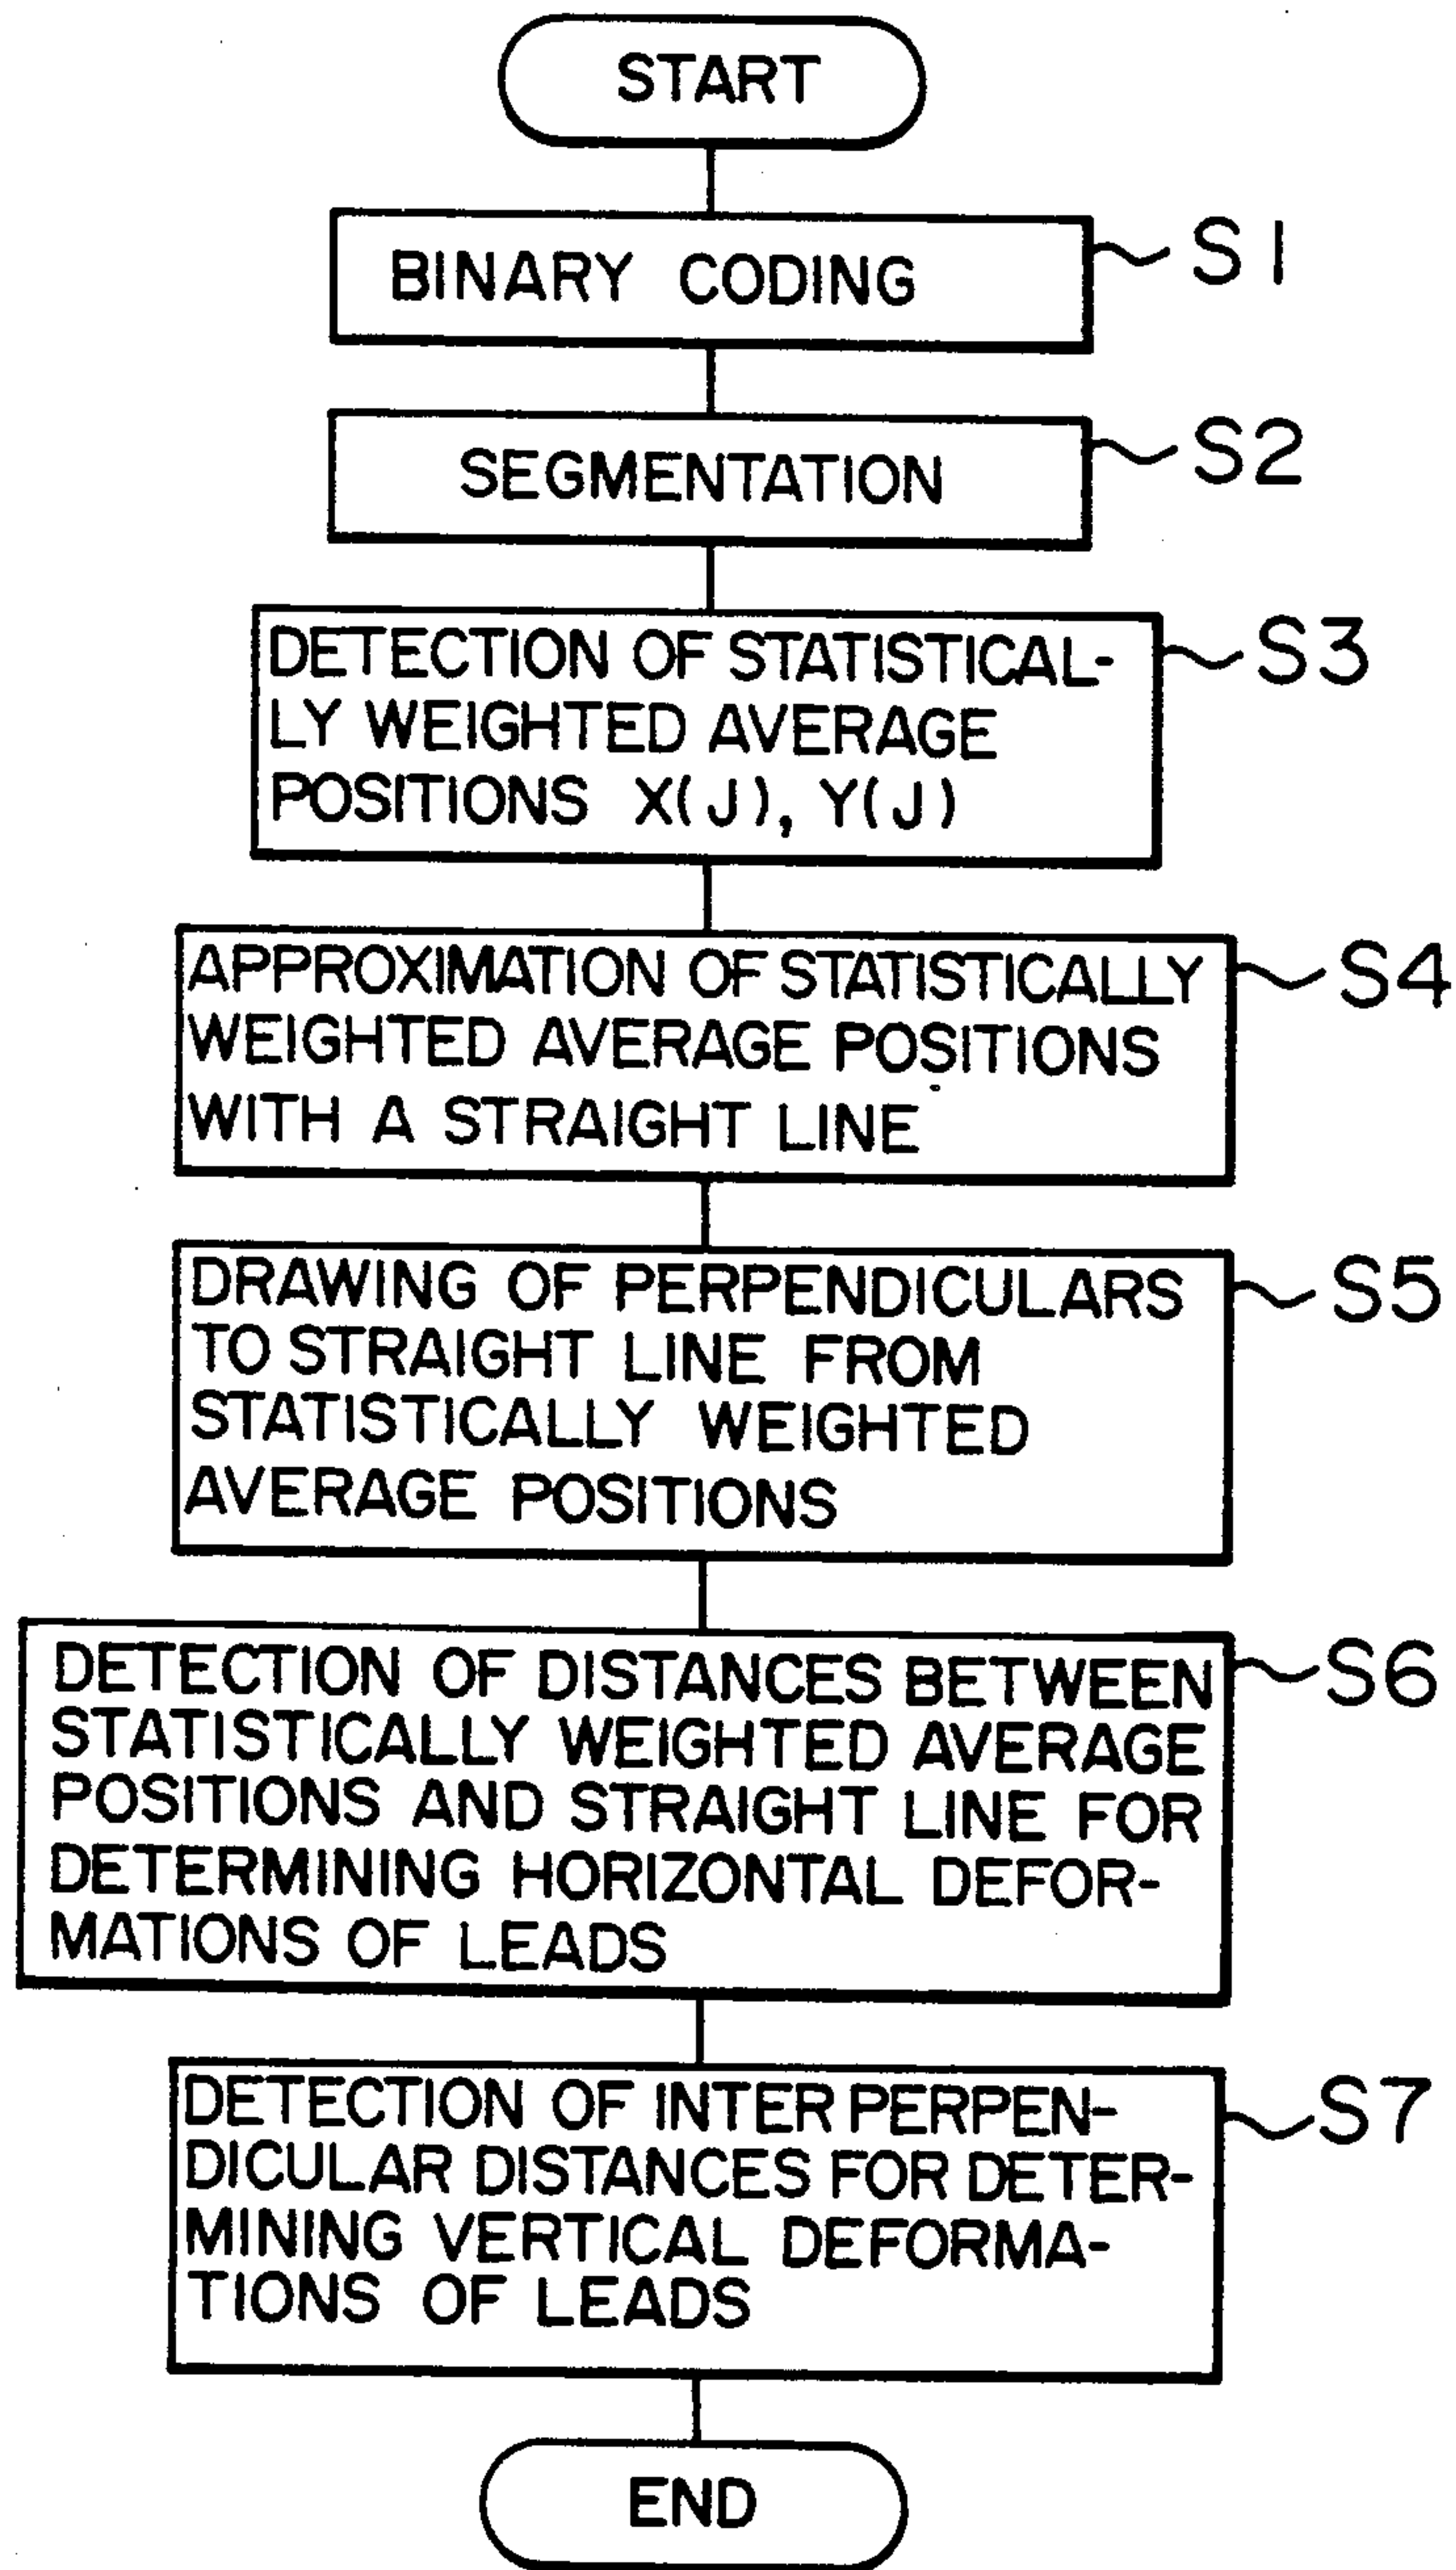 START
BINARY CODING
S1
SEGMENTATION
S2
DETECTION OF STATISTICAL-
LY WEIGHTED AVERAGE
POSITIONS X(J), Y(J)
S3
APPROXIMATION OF STATISTICALLY
WEIGHTED AVERAGE POSITIONS
WITH A STRAIGHT LINE
S4
DRAWING OF PERPENDICULARS
TO STRAIGHT LINE FROM
STATISTICALLY WEIGHTED
AVERAGE POSITIONS
S5
DETECTION OF DISTANCES BETWEEN
STATISTICALLY WEIGHTED AVERAGE
POSITIONS AND STRAIGHT LINE FOR
DETERMINING HORIZONTAL DEFOR-
MATIONS OF LEADS
S6
DETECTION OF INTER PERPEN-
DICULAR DISTANCES FOR DETER-
MINING VERTICAL DEFORMA-
TIONS OF LEADS
S7
END